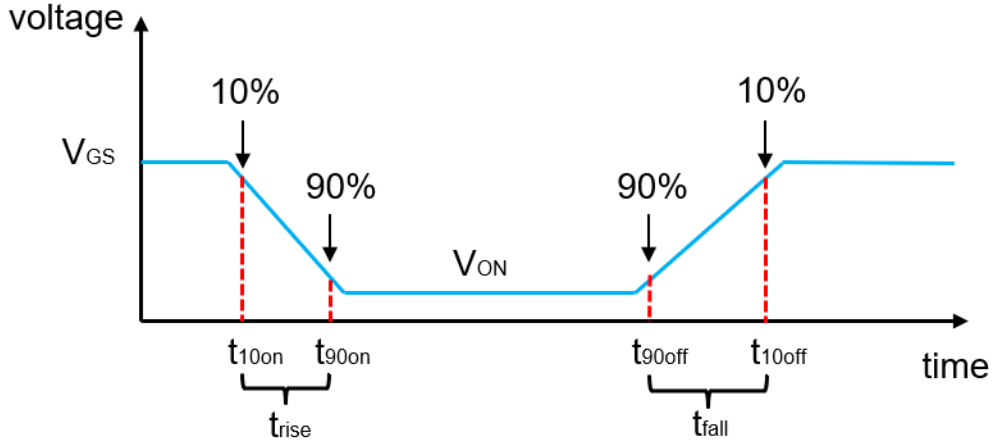 voltage
10%
10%
VGS
90%
90%
VON
t10on
t90on
t90off
t10off
time
trise
tfall